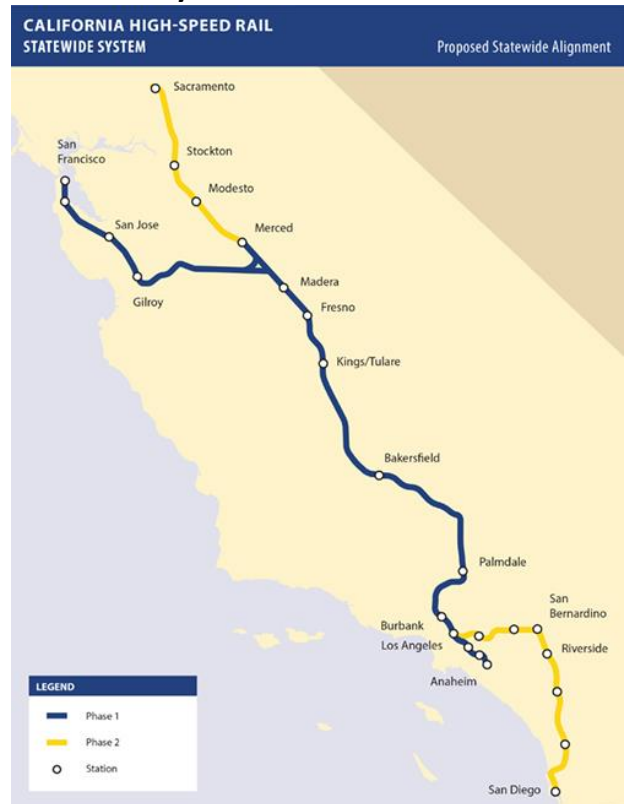 CALIFORNIA HIGH-SPEED RAIL
STATEWIDE SYSTEM
Proposed Statewide Alignment
Sacramento
San
Francisco
Stockton
Modesto
San Jose
Merced
Gilroy
Madera
Fresno
Kings/Tulare
Bakersfield
Palmdale
San
Bernardino
Burbank
Los Angeles
Riverside
Anaheim
LEGEND
Phase 1
Phase 2
Station
San Diego